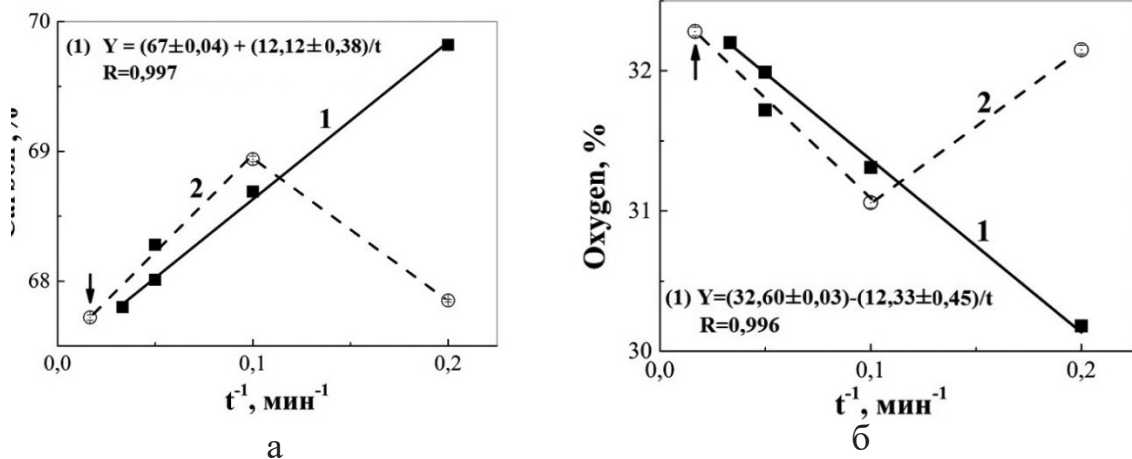 70
(1) Y = (67±0,04) + (12,12±0,38)/t
R=0,997
1
69
2
68
0,0
0,1
0,2
t⁻¹, мин⁻¹
а
Oxygen, %
32
2
31
1
(1) Y=(32,60±0,03)-(12,33±0,45)/t
R=0,996
30
0,0
0,1
0,2
t⁻¹, мин⁻¹
б